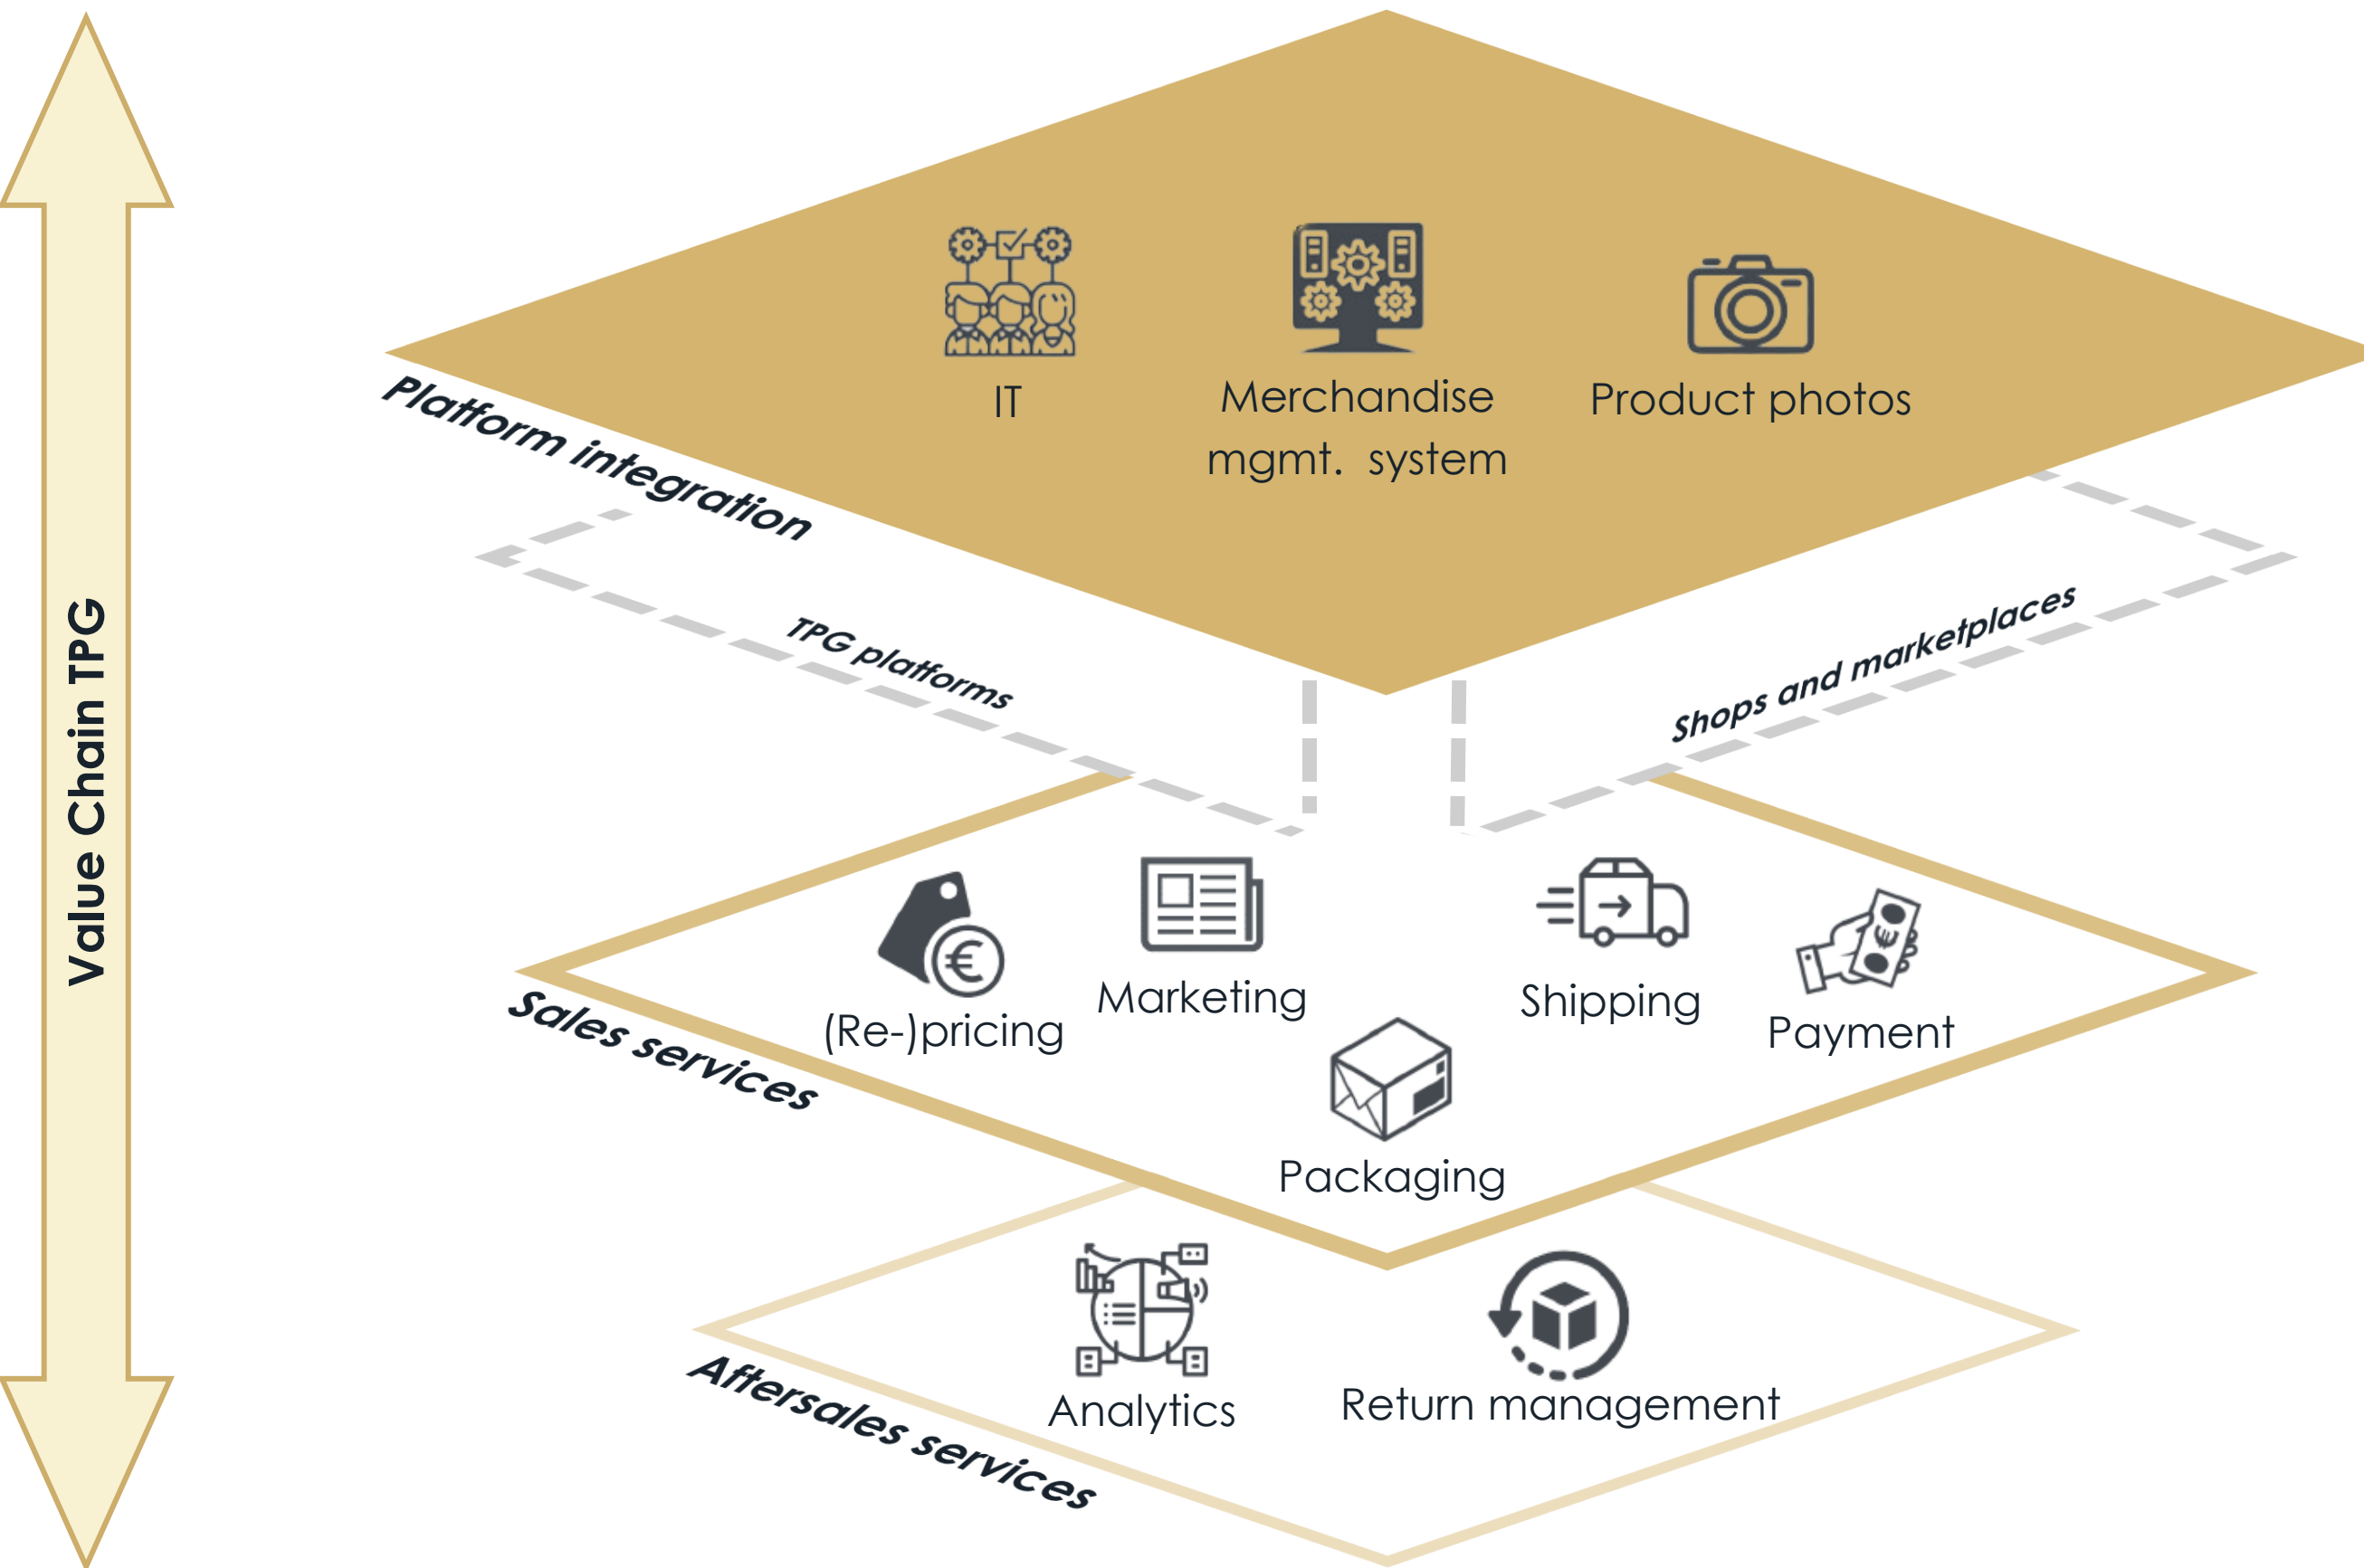 Value Chain TPG
IT
Merchandise
mgmt. system
Product photos
Platform integration
TPG platforms
Shops and marketplaces
(Re-)pricing
Marketing
Shipping
Payment
Packaging
Sales services
Analytics
Return management
Aftersales services